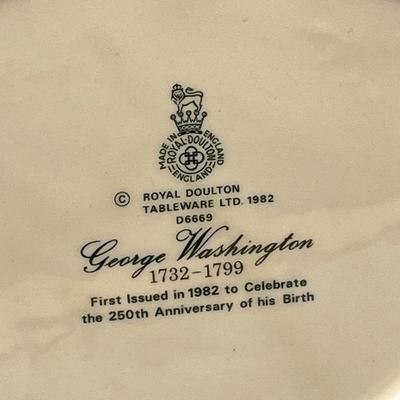 MADE IN ENGLAND
ROYAL·DOULTON
ENGLAND
© ROYAL DOULTON
TABLEWARE LTD. 1982
D6669
George Washington
1732-1799
First Issued in 1982 to Celebrate
the 250th Anniversary of his Birth